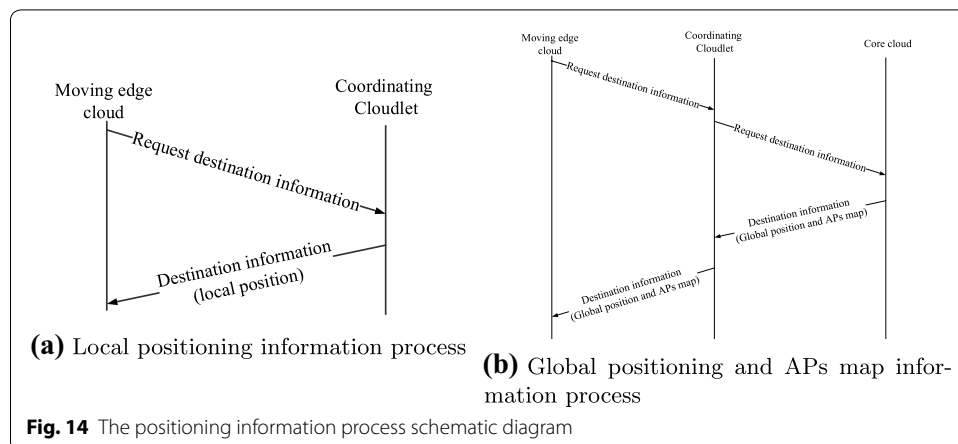 Moving edge
cloud
Coordinating
Cloudlet
Request destination information
Destination information
(local position)
(a) Local positioning information process
Moving edge
cloud
Coordinating
Cloudlet
Core cloud
Request destination information
Request destination information
Destination information
(Global position and APs map)
Destination information
(Global position and APs map)
(b) Global positioning and APs map infor-
mation process
Fig. 14 The positioning information process schematic diagram